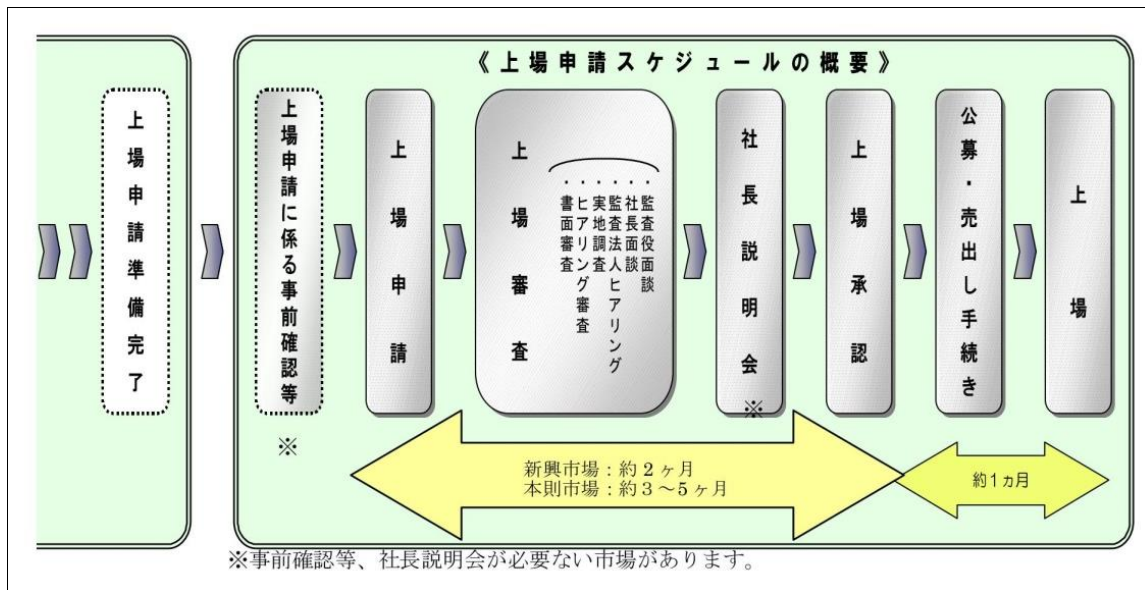 《上場申請スケジュールの概要》
上場申請準備完了
上場申請に係る事前確認等
※
上場申請
上場審査
・書面審査
・ヒアリング審査
・実地調査
・監査法人ヒアリング
・社長面談
・監査役面談
社長説明会
※
上場承認
公募・売出し手続き
上場
新興市場：約２ヶ月
本則市場：約３～５ヶ月
約１ヵ月
※事前確認等、社長説明会が必要ない市場があります。